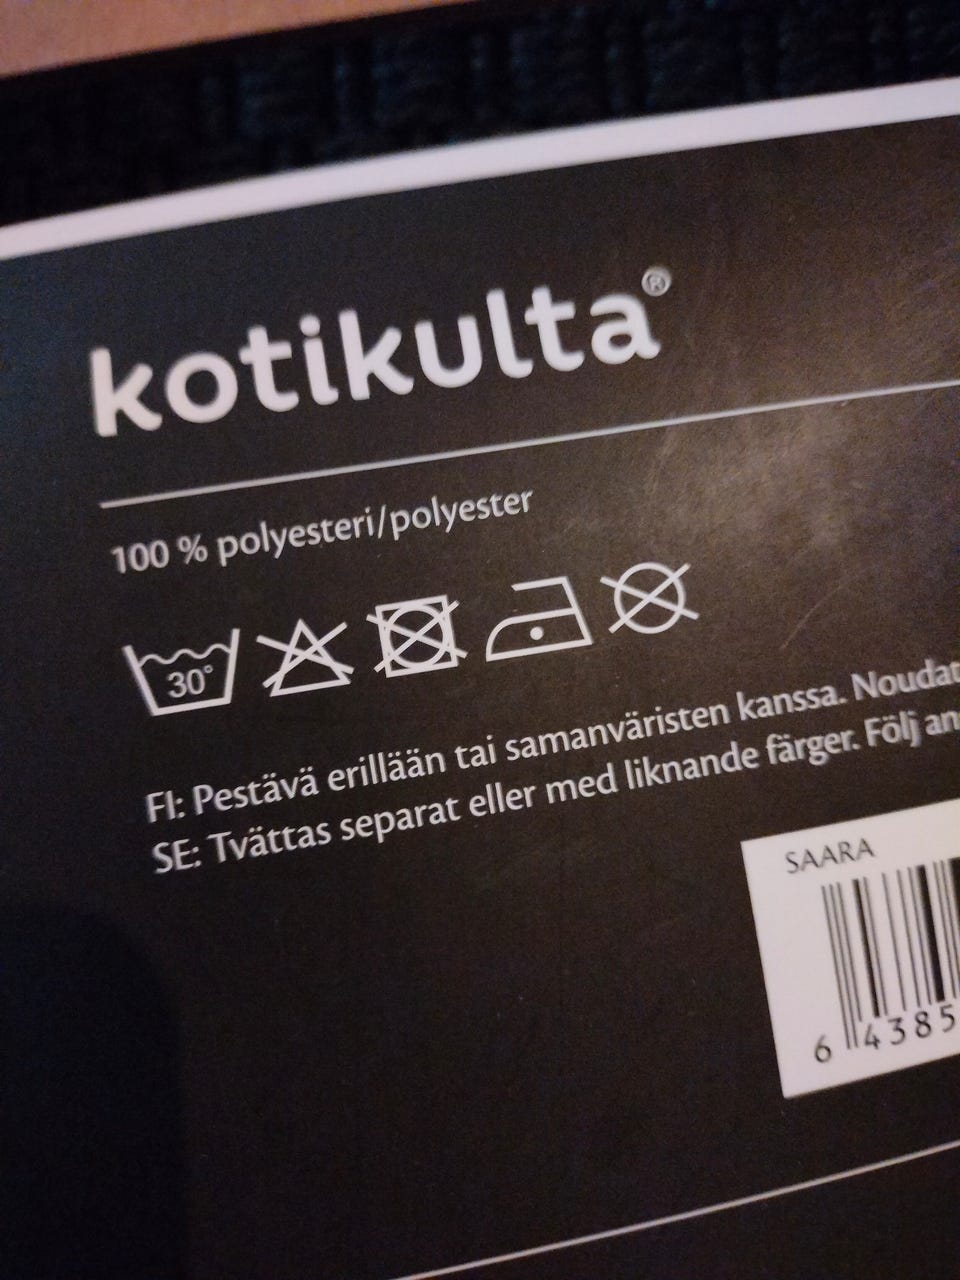 kotikulta®
100 % polyesteri/polyester
30°
FI: Pestävä erillään tai samanväristen kanssa. Noudat
SE: Tvättas separat eller med liknande färger. Följ an
SAARA
6 4385